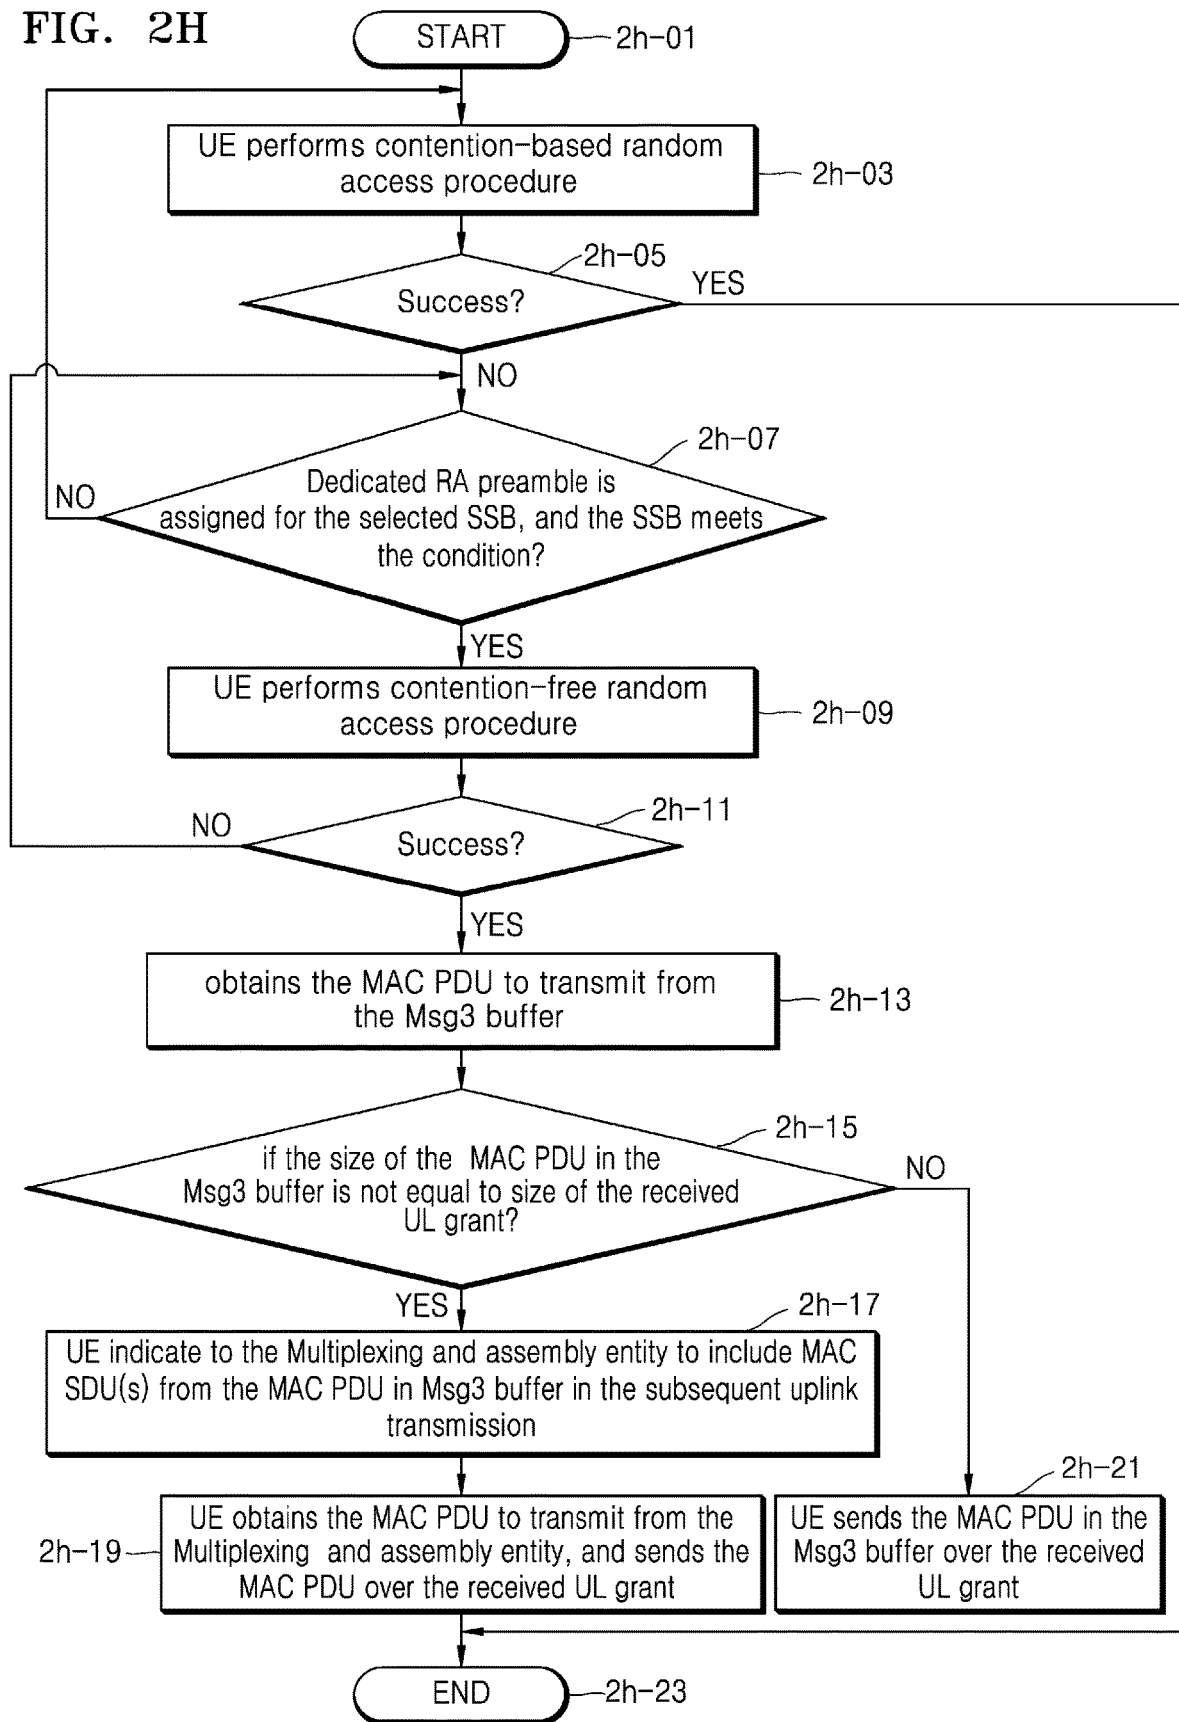 FIG. 2H
START
2h-01
UE performs contention-based random
access procedure
2h-03
2h-05
Success?
YES
NO
2h-07
Dedicated RA preamble is
assigned for the selected SSB, and the SSB meets
the condition?
NO
YES
UE performs contention-free random
access procedure
2h-09
2h-11
NO
Success?
YES
obtains the MAC PDU to transmit from
the Msg3 buffer
2h-13
2h-15
if the size of the MAC PDU in the
Msg3 buffer is not equal to size of the received
UL grant?
NO
YES
2h-17
UE indicate to the Multiplexing and assembly entity to include MAC
SDU(s) from the MAC PDU in Msg3 buffer in the subsequent uplink
transmission
2h-19
UE obtains the MAC PDU to transmit from the
Multiplexing and assembly entity, and sends the
MAC PDU over the received UL grant
2h-21
UE sends the MAC PDU in the
Msg3 buffer over the received
UL grant
END
2h-23